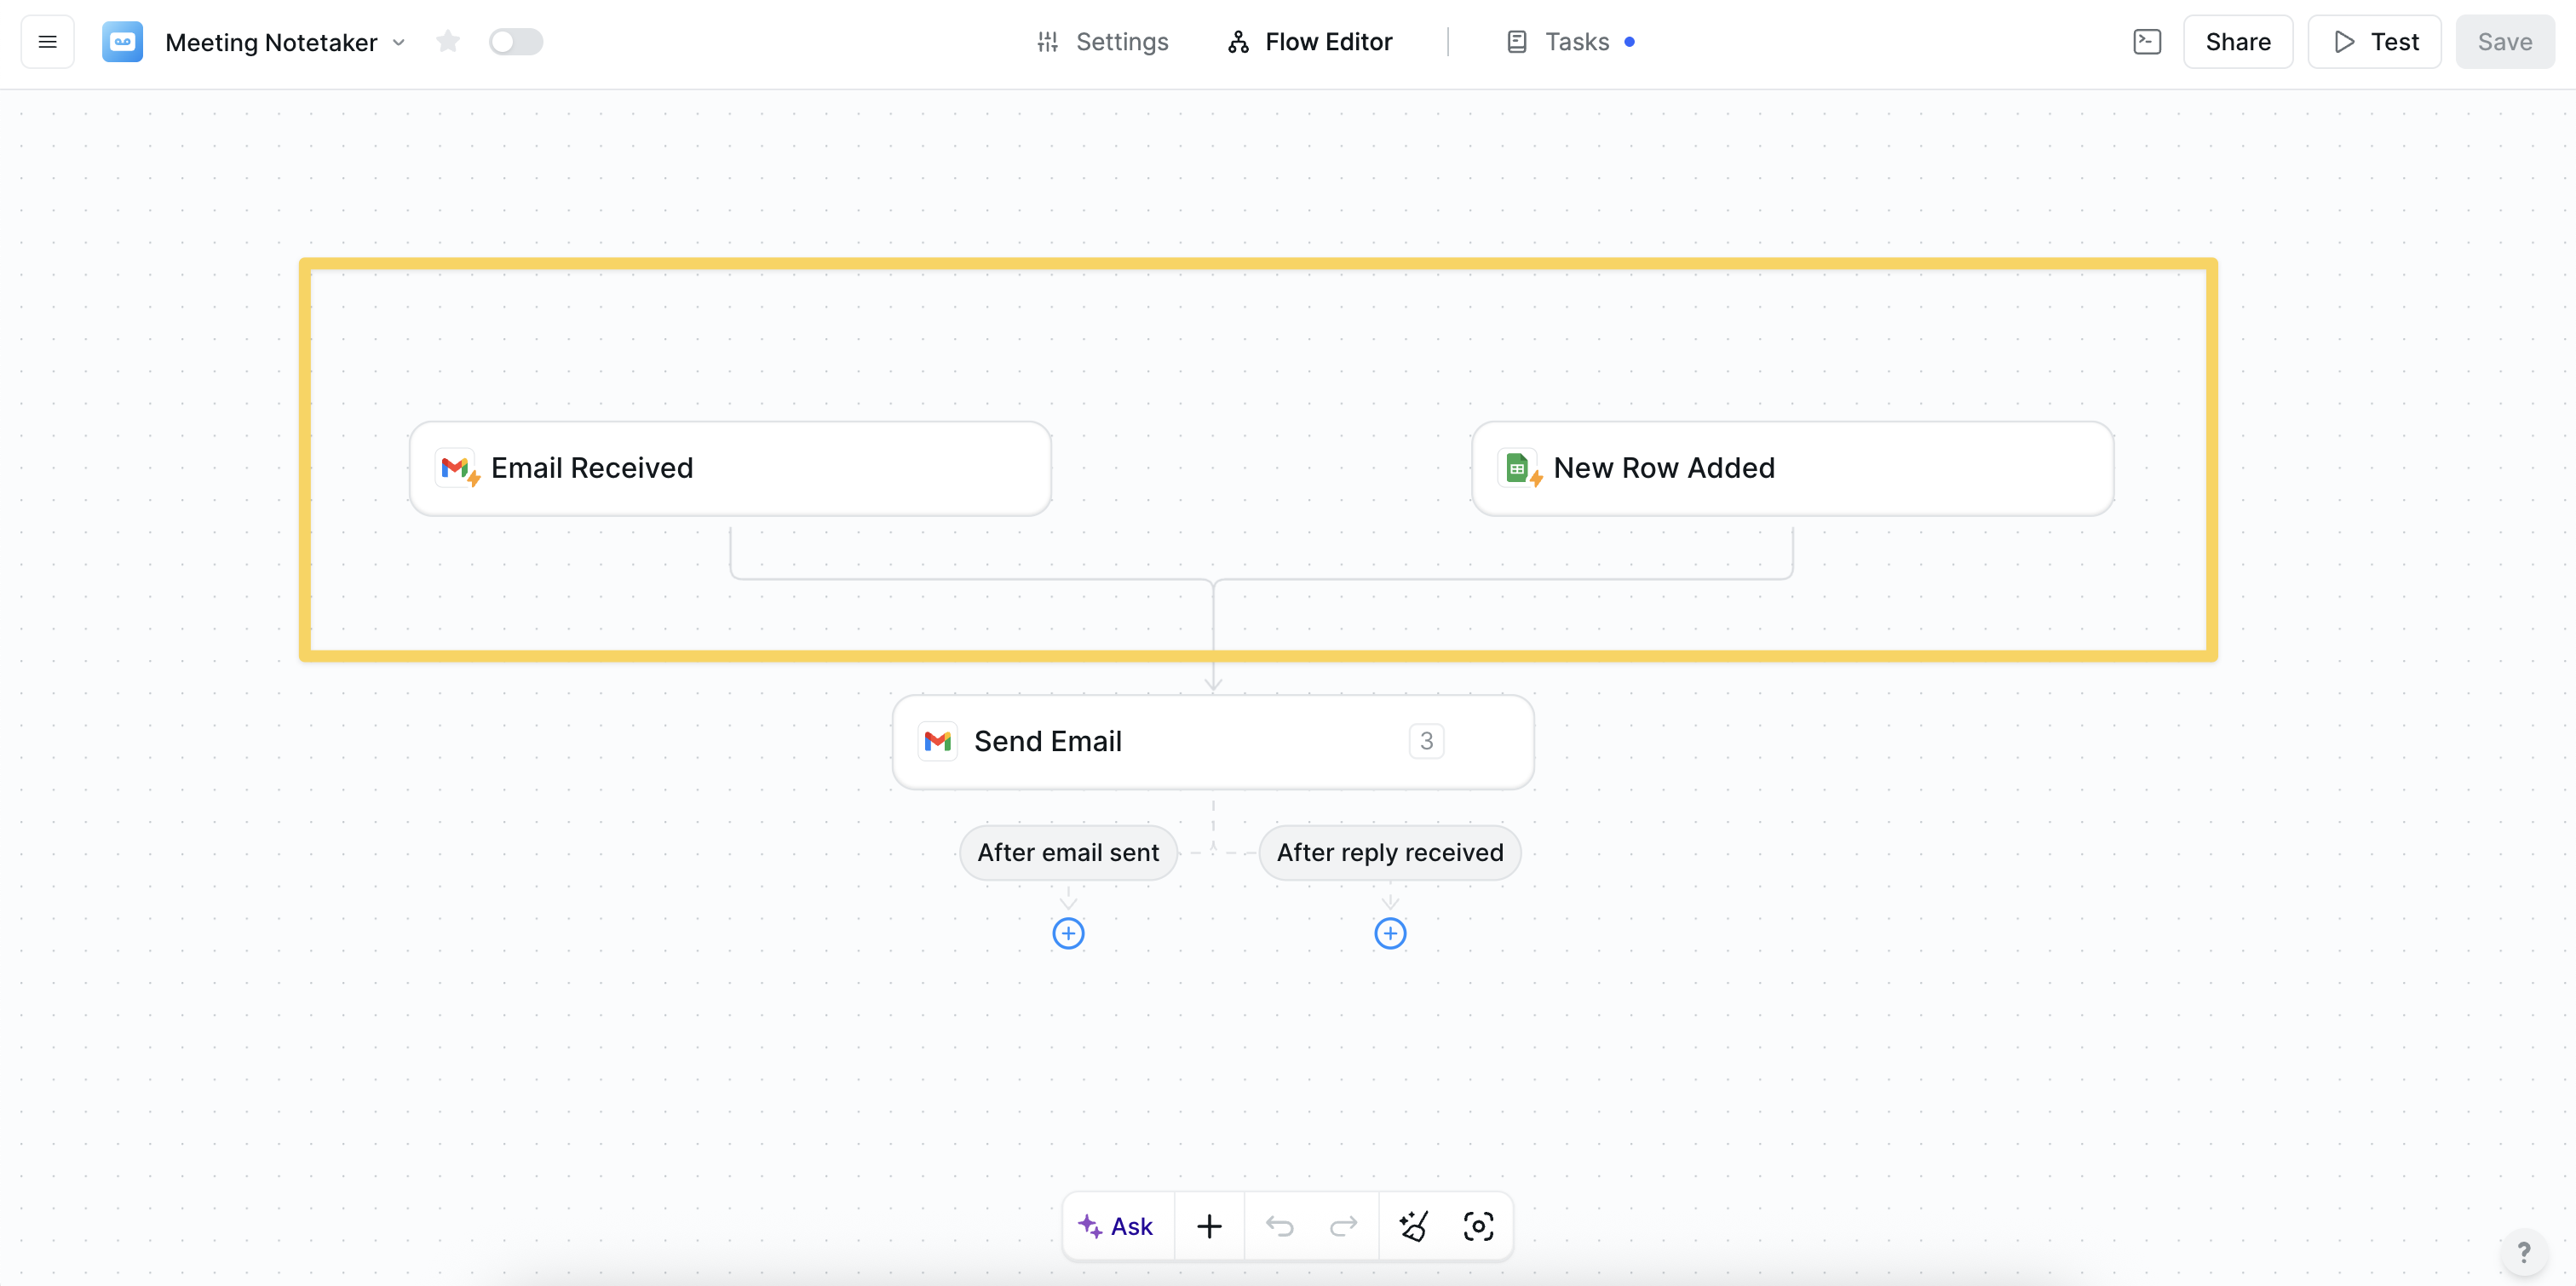 Meeting Notetaker
Settings
Flow Editor
Tasks
Share
Test
Save
Email Received
New Row Added
Send Email
3
After email sent
After reply received
Ask
?